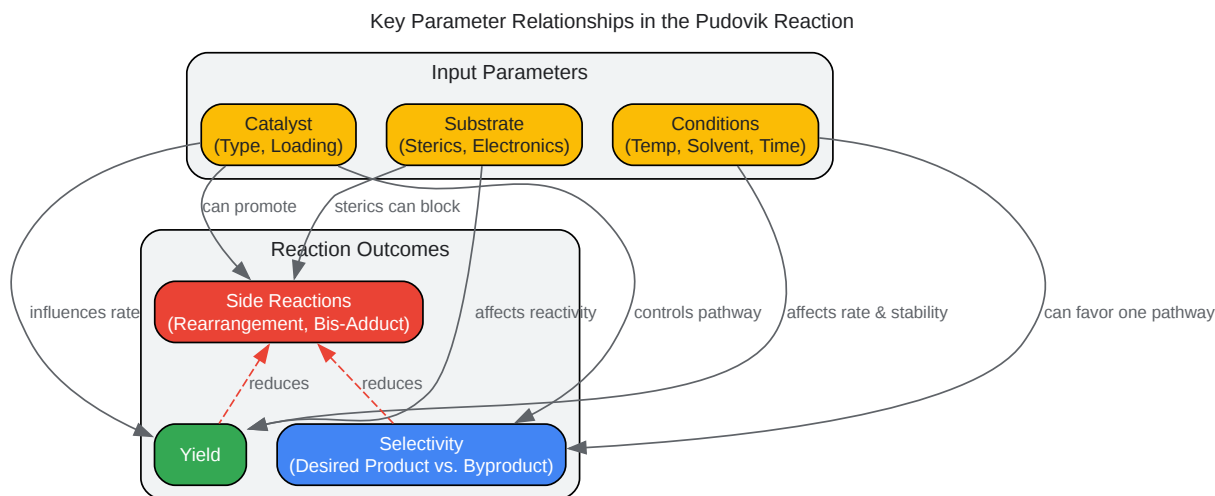 Key Parameter Relationships in the Pudovik Reaction
Input Parameters
Catalyst
(Type, Loading)
Substrate
(Sterics, Electronics)
Conditions
(Temp, Solvent, Time)
can promote
sterics can block
Reaction Outcomes
Side Reactions
(Rearrangement, Bis-Adduct)
influences rate
affects reactivity
controls pathway
affects rate & stability
can favor one pathway
reduces
reduces
Yield
Selectivity
(Desired Product vs. Byproduct)